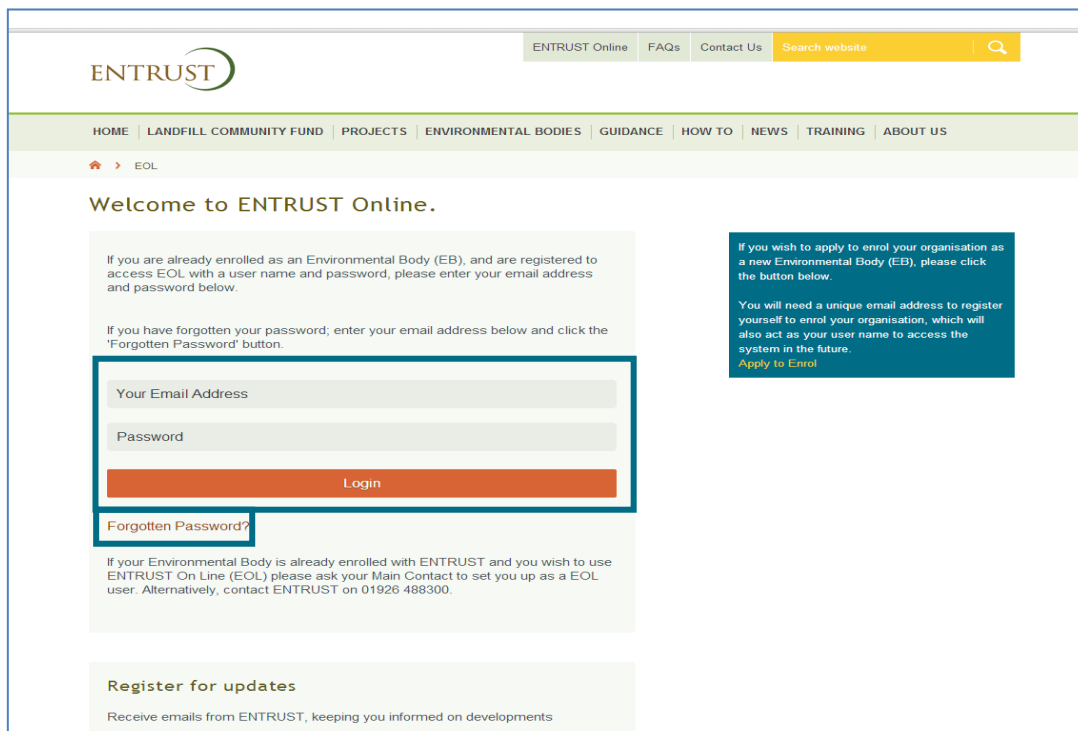 ENTRUST Online FAQs Contact Us Search website
ENTRUST
HOME LANDFILL COMMUNITY FUND PROJECTS ENVIRONMENTAL BODIES GUIDANCE HOW TO NEWS TRAINING ABOUT US
> EOL
Welcome to ENTRUST Online.
If you are already enrolled as an Environmental Body (EB), and are registered to
access EOL with a user name and password, please enter your email address
and password below.
If you have forgotten your password; enter your email address below and click the
'Forgotten Password' button.
Your Email Address
Password
Login
Forgotten Password?
If your Environmental Body is already enrolled with ENTRUST and you wish to use
ENTRUST On Line (EOL) please ask your Main Contact to set you up as a EOL
user. Alternatively, contact ENTRUST on 01926 488300.
If you wish to apply to enrol your organisation as
a new Environmental Body (EB), please click
the button below.
You will need a unique email address to register
yourself to enrol your organisation, which will
also act as your user name to access the
system in the future.
Apply to Enrol
Register for updates
Receive emails from ENTRUST, keeping you informed on developments